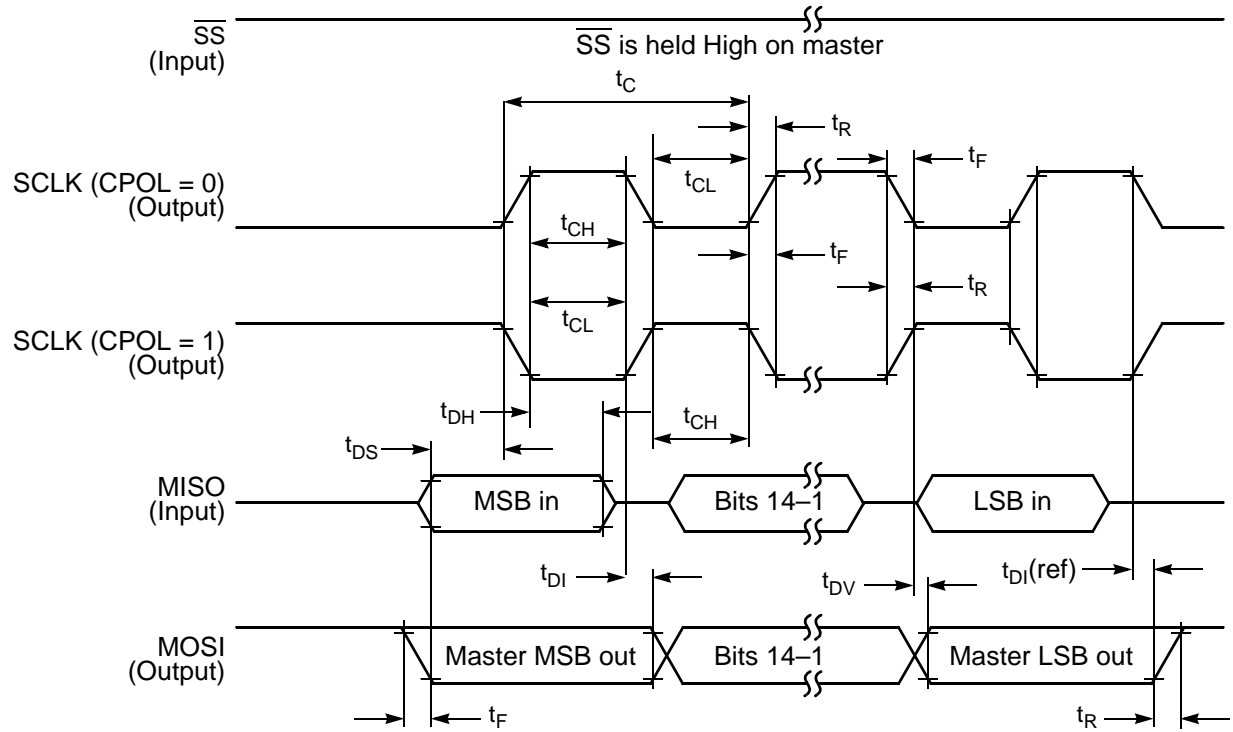 SS
(Input)
SS is held High on master
tC
tR
tF
SCLK (CPOL = 0)
(Output)
tCL
tCH
tF
tR
tCL
SCLK (CPOL = 1)
(Output)
tDH
tCH
tDS
MISO
(Input)
MSB in
Bits 14–1
LSB in
tDI
tDV
tDI(ref)
MOSI
(Output)
Master MSB out
Bits 14–1
Master LSB out
tF
tR